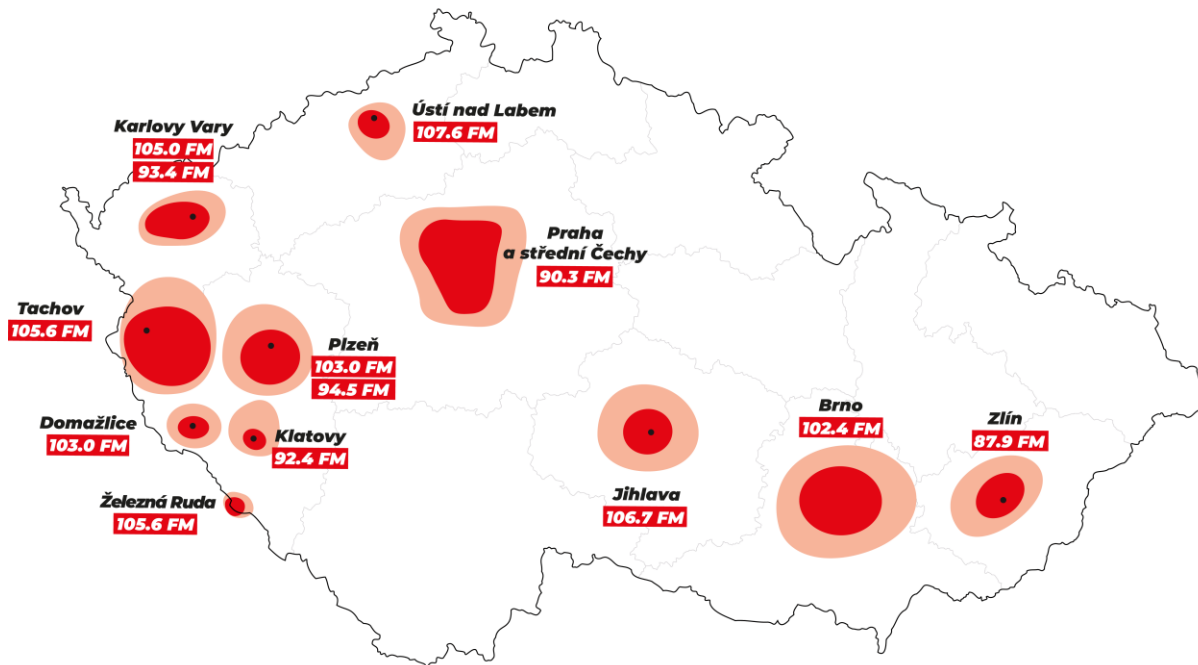 Ústí nad Labem
107.6 FM
Karlovy Vary
105.0 FM
93.4 FM
Praha
a střední Čechy
90.3 FM
Tachov
105.6 FM
Plzeň
103.0 FM
94.5 FM
Domažlice
103.0 FM
Klatovy
92.4 FM
Železná Ruda
105.6 FM
Jihlava
106.7 FM
Brno
102.4 FM
Zlín
87.9 FM